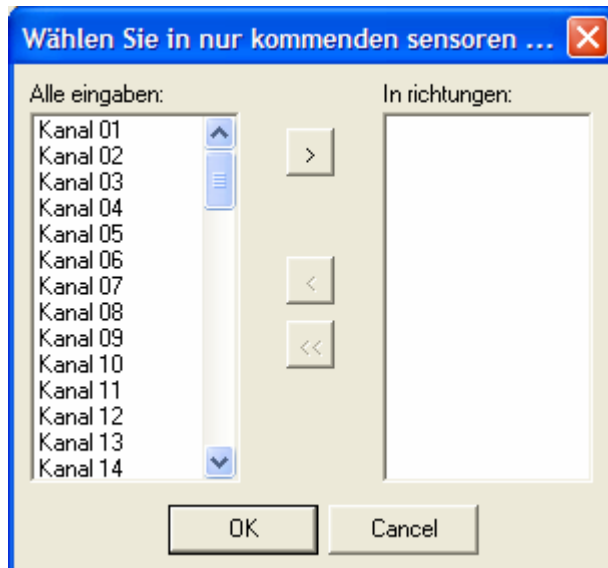 Wählen Sie in nur kommenden sensoren ...
Alle eingaben:
In richtungen:
Kanal 01
Kanal 02
Kanal 03
Kanal 04
Kanal 05
Kanal 06
Kanal 07
Kanal 08
Kanal 09
Kanal 10
Kanal 11
Kanal 12
Kanal 13
Kanal 14
>
<
<<
OK
Cancel